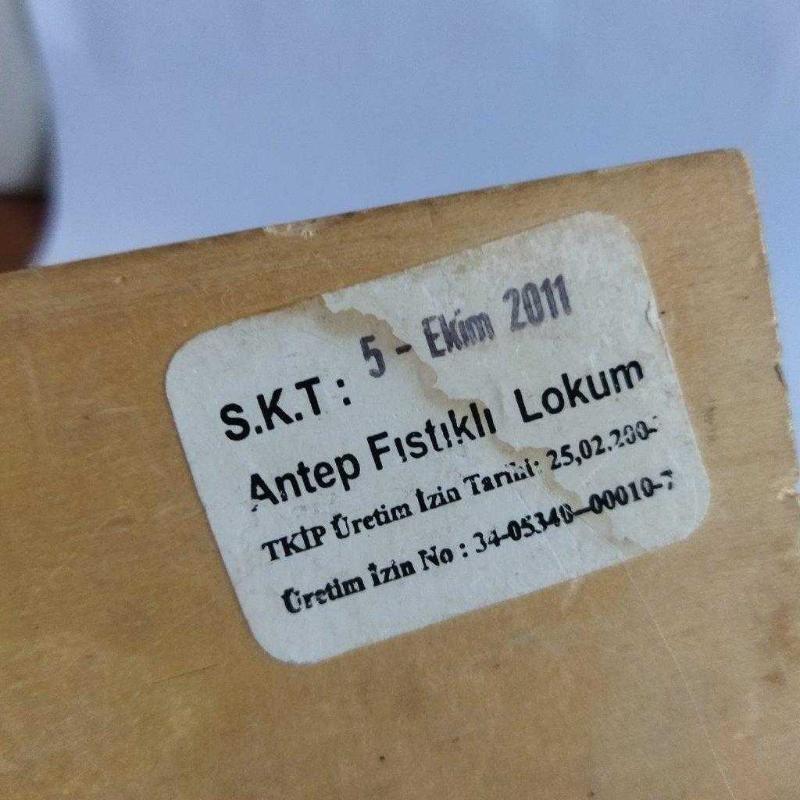 S.K.T : 5 - Ekim 2011
Antep Fıstıklı Lokum
TKİP Üretim İzin Tarihi: 25,02.200
Üretim İzin No : 34-05340-00010-7